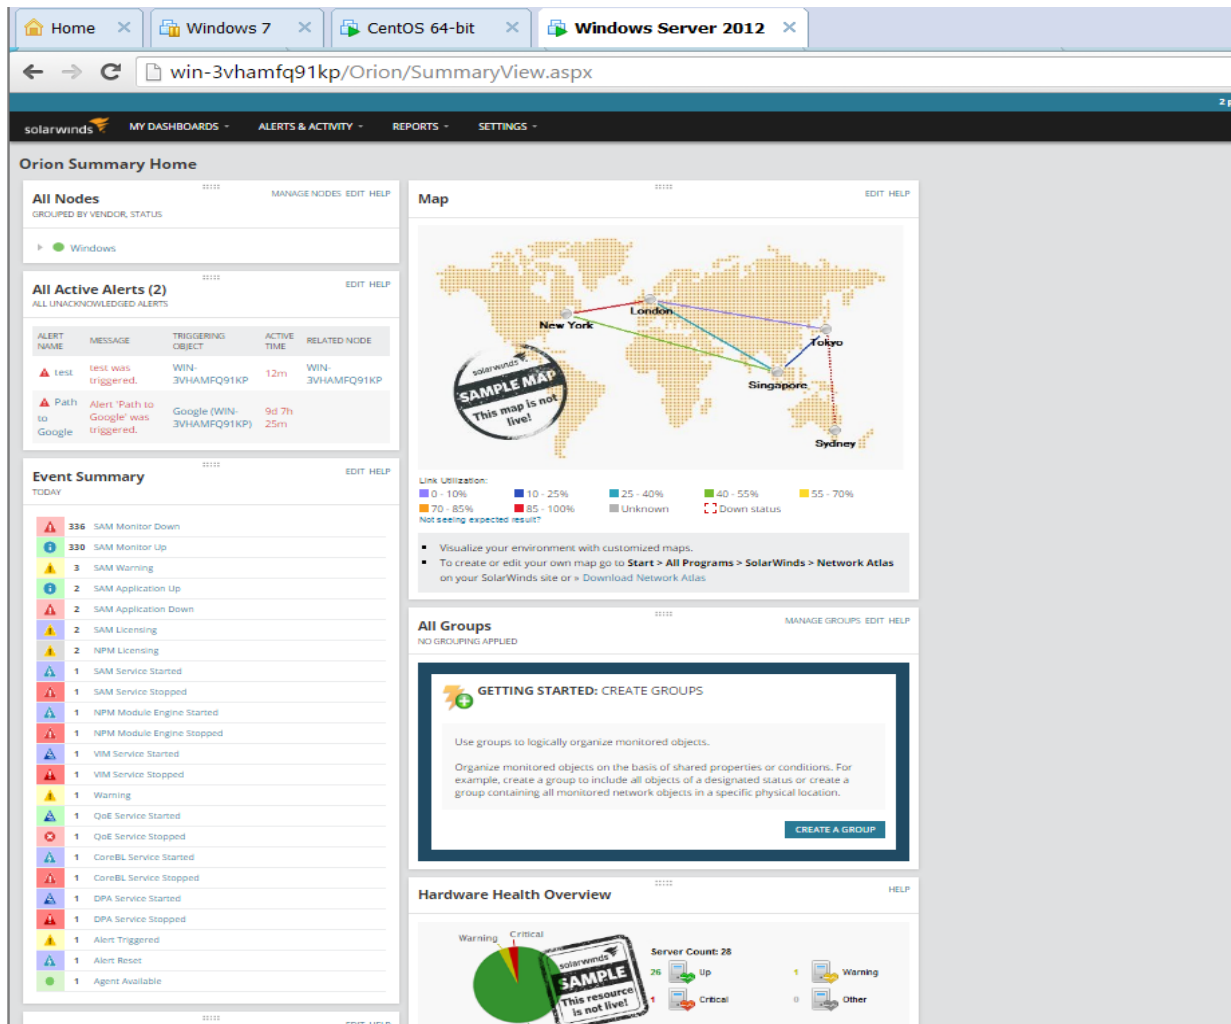 Home
Windows 7
CentOS 64-bit
Windows Server 2012
win-3vhamfq91kp/Orion/SummaryView.aspx
2
solarwinds
MY DASHBOARDS
ALERTS & ACTIVITY
REPORTS
SETTINGS
Orion Summary Home
All Nodes
MANAGE NODES EDIT HELP
GROUPED BY VENDOR, STATUS
Windows
All Active Alerts (2)
EDIT HELP
ALL UNACKNOWLEDGED ALERTS
ALERT NAME
MESSAGE
TRIGGERING OBJECT
ACTIVE TIME
RELATED NODE
test
test was triggered.
WIN-3VHAMFQ91KP
12m
WIN-3VHAMFQ91KP
Path to Google
Alert 'Path to Google' was triggered.
Google (WIN-3VHAMFQ91KP)
9d 7h 25m
Event Summary
EDIT HELP
TODAY
336 SAM Monitor Down
330 SAM Monitor Up
3 SAM Warning
2 SAM Application Up
2 SAM Application Down
2 SAM Licensing
2 NPM Licensing
1 SAM Service Started
1 SAM Service Stopped
1 NPM Module Engine Started
1 NPM Module Engine Stopped
1 VIM Service Started
1 VIM Service Stopped
1 Warning
1 QoE Service Started
1 QoE Service Stopped
1 CoreBL Service Started
1 CoreBL Service Stopped
1 DPA Service Started
1 DPA Service Stopped
1 Alert Triggered
1 Alert Reset
1 Agent Available
EDIT HELP
Map
EDIT HELP
New York
London
Tokyo
Singapore
Sydney
solarwinds
SAMPLE MAP
This map is not
live!
Link Utilization:
0 - 10%
10 - 25%
25 - 40%
40 - 55%
55 - 70%
70 - 85%
85 - 100%
Unknown
Down status
Not seeing expected result?
Visualize your environment with customized maps.
To create or edit your own map go to Start > All Programs > SolarWinds > Network Atlas
on your SolarWinds site or » Download Network Atlas
All Groups
MANAGE GROUPS EDIT HELP
NO GROUPING APPLIED
GETTING STARTED: CREATE GROUPS
Use groups to logically organize monitored objects.
Organize monitored objects on the basis of shared properties or conditions. For
example, create a group to include all objects of a designated status or create a
group containing all monitored network objects in a specific physical location.
CREATE A GROUP
Hardware Health Overview
HELP
Warning
Critical
solarwinds
SAMPLE
This resource
is not live!
Server Count: 28
26 Up
1 Warning
1 Critical
0 Other